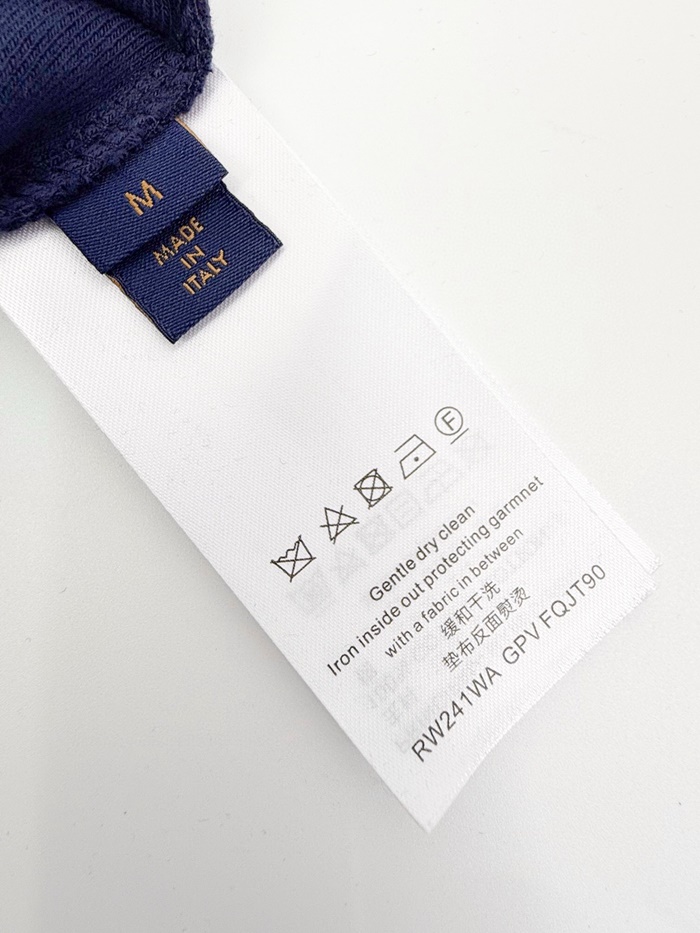 M
MADE
IN
ITALY
F
Gentle dry clean
Iron inside out protecting garmnet
with a fabric in between
缓和干洗
垫布反面熨烫
RW241WA GPV FQJT90